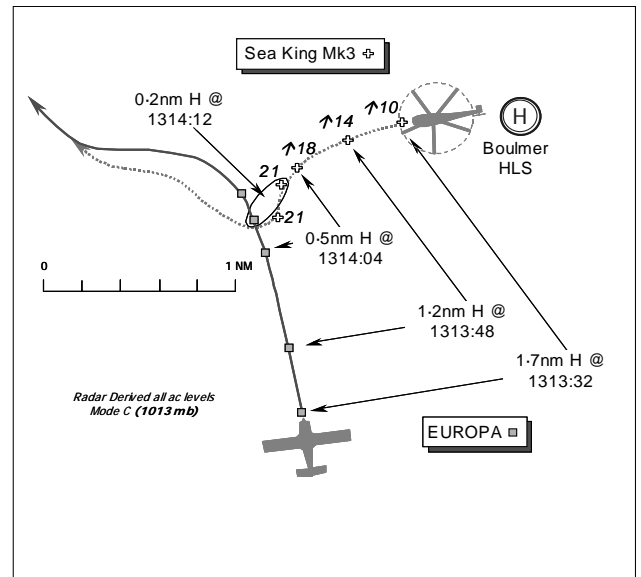 Sea King Mk3
0·2nm H @
1314:12
↑10
↑14
↑18
H
Boulmer
HLS
21
21
0·5nm H @
1314:04
0
1 NM
1·2nm H @
1313:48
1·7nm H @
1313:32
Radar Derived all ac levels
Mode C (1013 mb)
EUROPA